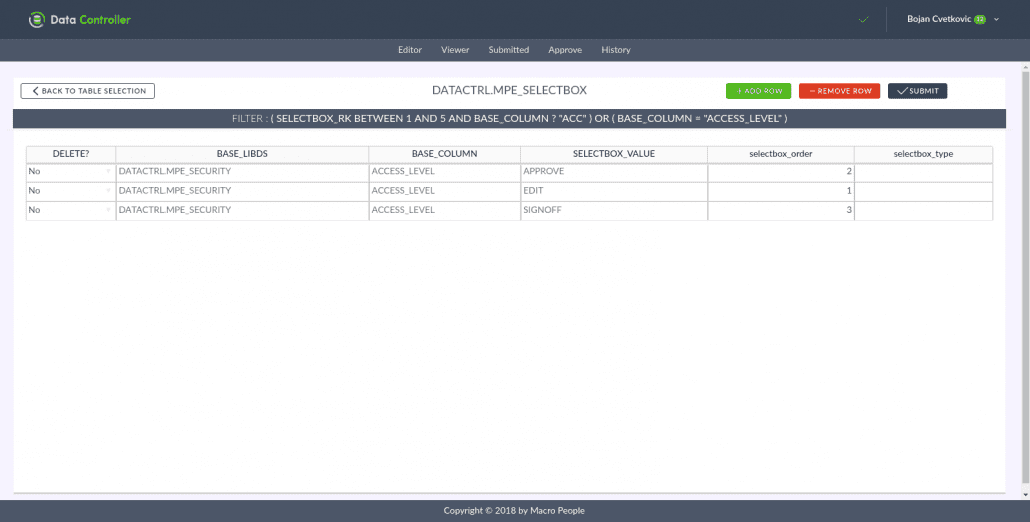 Data Controller
Bojan Cvetkovic 12
Editor Viewer Submitted Approve History
BACK TO TABLE SELECTION DATACTRL.MPE_SELECTBOX + ADD ROW − REMOVE ROW SUBMIT
FILTER : ( SELECTBOX_RK BETWEEN 1 AND 5 AND BASE_COLUMN ? "ACC" ) OR ( BASE_COLUMN = "ACCESS_LEVEL" )
DELETE? BASE_LIBDS BASE_COLUMN SELECTBOX_VALUE selectbox_order selectbox_type
No DATACTRL.MPE_SECURITY ACCESS_LEVEL APPROVE 2
No DATACTRL.MPE_SECURITY ACCESS_LEVEL EDIT 1
No DATACTRL.MPE_SECURITY ACCESS_LEVEL SIGNOFF 3
Copyright © 2018 by Macro People